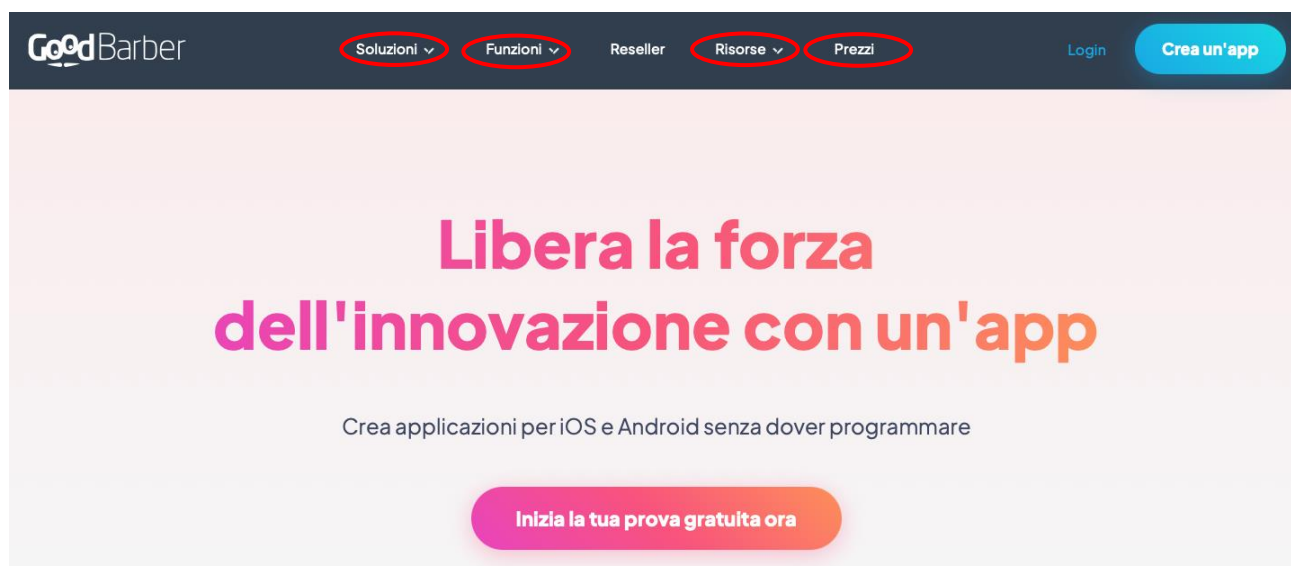 GoodBarber
Soluzioni Funzioni Reseller Risorse Prezzi Login Crea un'app
Libera la forza
dell'innovazione con un'app
Crea applicazioni per iOS e Android senza dover programmare
Inizia la tua prova gratuita ora